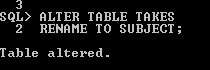 3
SQL> ALTER TABLE TAKES
2 RENAME TO SUBJECT;
Table altered.